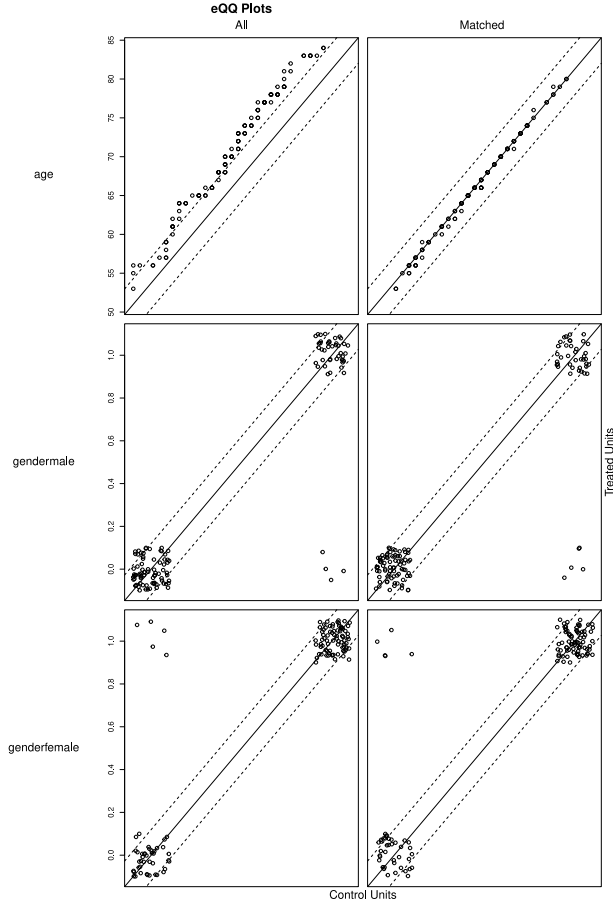 eQQ Plots
All
Matched
age
85
80
75
70
65
60
55
50
gendermale
1.0
0.8
0.6
0.4
0.2
0.0
Treated Units
genderfemale
1.0
0.8
0.6
0.4
0.2
0.0
Control Units